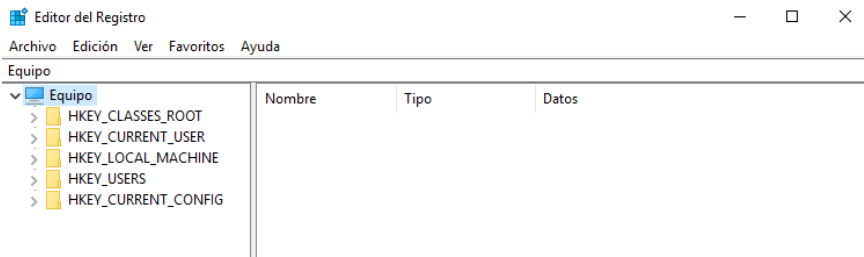 Editor del Registro
Archivo Edición Ver Favoritos Ayuda
Equipo
Equipo
HKEY_CLASSES_ROOT
HKEY_CURRENT_USER
HKEY_LOCAL_MACHINE
HKEY_USERS
HKEY_CURRENT_CONFIG
Nombre Tipo Datos